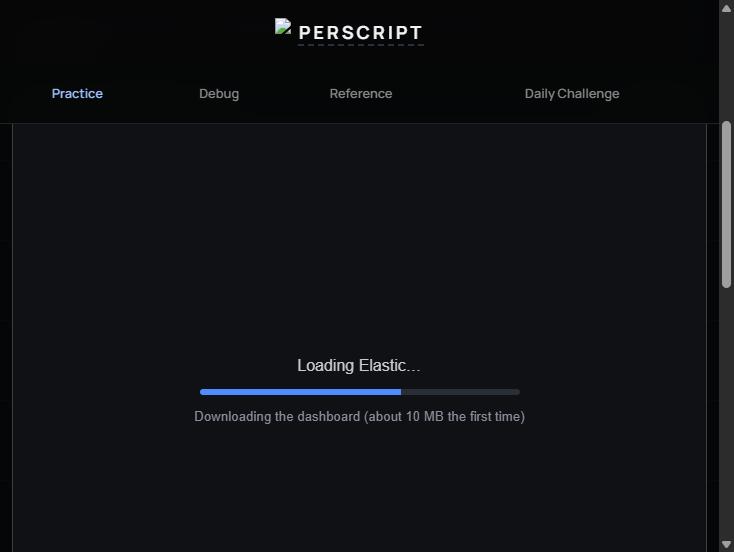 PERSCRIPT
Practice Debug Reference Daily Challenge
Loading Elastic...
Downloading the dashboard (about 10 MB the first time)